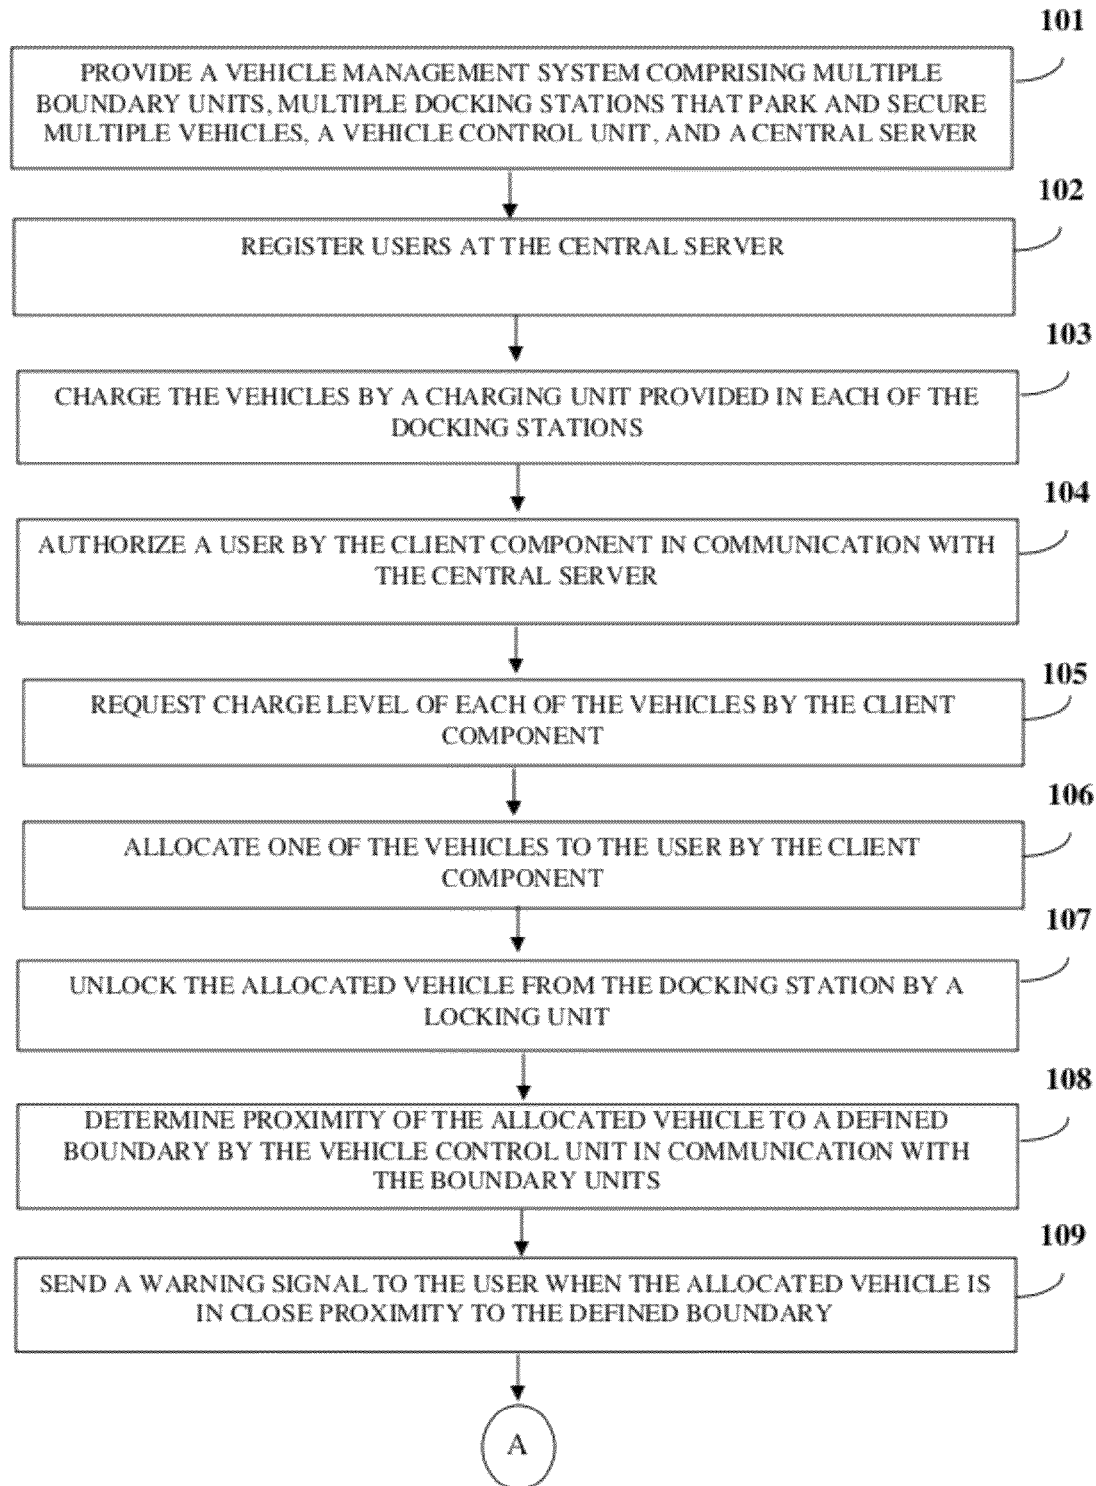 101
PROVIDE A VEHICLE MANAGEMENT SYSTEM COMPRISING MULTIPLE
BOUNDARY UNITS, MULTIPLE DOCKING STATIONS THAT PARK AND SECURE
MULTIPLE VEHICLES, A VEHICLE CONTROL UNIT, AND A CENTRAL SERVER
102
REGISTER USERS AT THE CENTRAL SERVER
103
CHARGE THE VEHICLES BY A CHARGING UNIT PROVIDED IN EACH OF THE
DOCKING STATIONS
104
AUTHORIZE A USER BY THE CLIENT COMPONENT IN COMMUNICATION WITH
THE CENTRAL SERVER
105
REQUEST CHARGE LEVEL OF EACH OF THE VEHICLES BY THE CLIENT
COMPONENT
106
ALLOCATE ONE OF THE VEHICLES TO THE USER BY THE CLIENT
COMPONENT
107
UNLOCK THE ALLOCATED VEHICLE FROM THE DOCKING STATION BY A
LOCKING UNIT
108
DETERMINE PROXIMITY OF THE ALLOCATED VEHICLE TO A DEFINED
BOUNDARY BY THE VEHICLE CONTROL UNIT IN COMMUNICATION WITH
THE BOUNDARY UNITS
109
SEND A WARNING SIGNAL TO THE USER WHEN THE ALLOCATED VEHICLE IS
IN CLOSE PROXIMITY TO THE DEFINED BOUNDARY
A